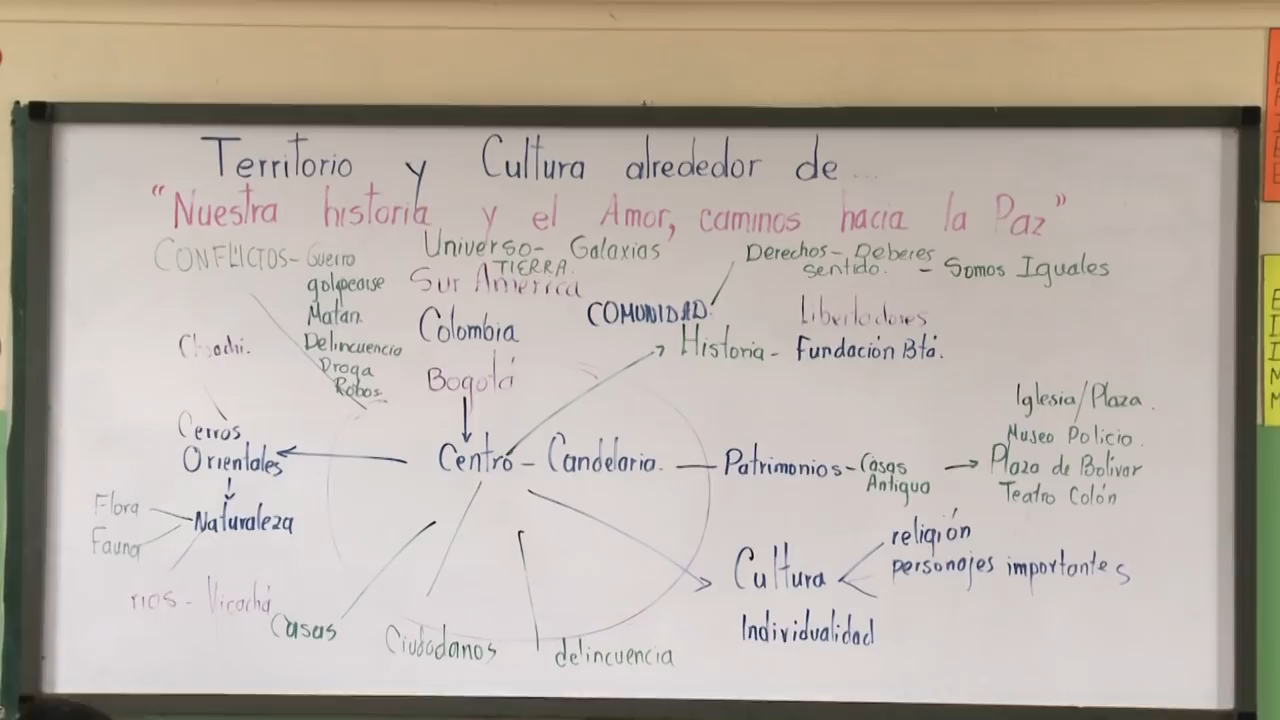 Territorio y Cultura alrededor de...
"Nuestra historia y el Amor, caminos hacia la Paz"
CONFLICTOS - Guerra
golpearse
Matan.
Delincuencia
Droga
Robos.
Universo - Galaxias
TIERRA.
Sur America
Colombia
Bogotá
Derechos - Deberes
sentido. - Somos Iguales
COMUNIDAD.
Libertadores
Historia - Fundación Btá.
Choachi.
Cerros
Orientales
Naturaleza
Flora
Fauna
rios - Vicachá
Centro - Candelaria. - Patrimonios - Casas
Antigua
Iglesia/Plaza.
Museo Policia.
Plaza de Bolivar
Teatro Colón
Cultura
religión
personajes importantes
Individualidad
Casas
Ciudadanos
delincuencia